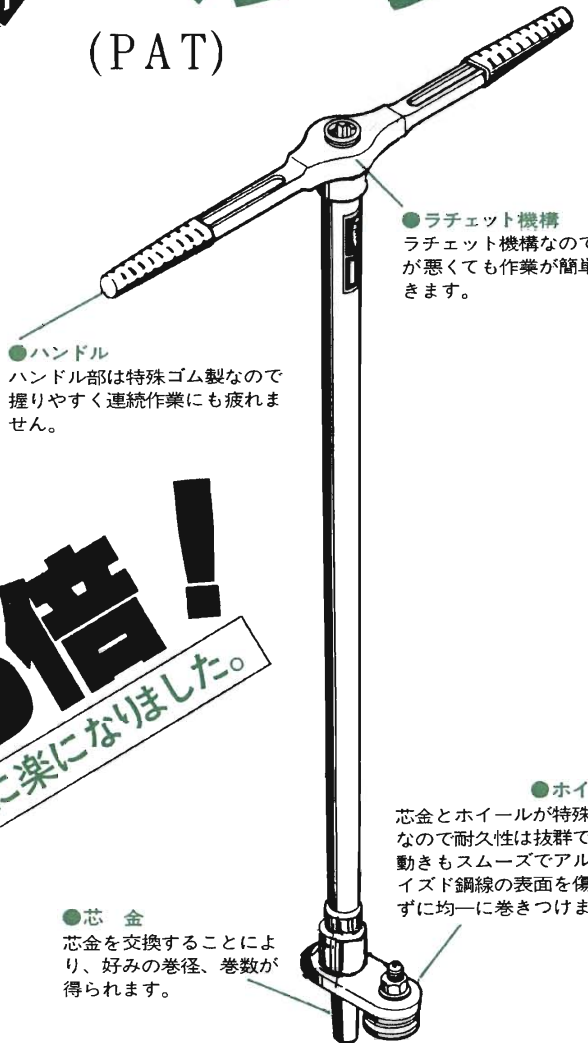 (PAT)
●ラチェット機構
ラチェット機構なので
が悪くても作業が簡単
きます。
●ハンドル
ハンドル部は特殊ゴム製なので
握りやすく連続作業にも疲れま
せん。
倍!
に楽になりました。
●ホイ
芯金とホイールが特殊
なので耐久性は抜群で
動きもスムーズでアル
イズド鋼線の表面を傷
ずに均一に巻きつけま
●芯 金
芯金を交換することによ
り、好みの巻径、巻数が
得られます。